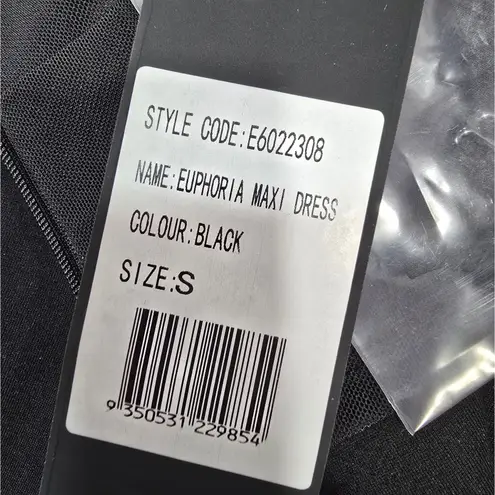 STYLE CODE:E6022308
NAME:EUPHORIA MAXI DRESS
COLOUR:BLACK
SIZE:S
9 350531 229854